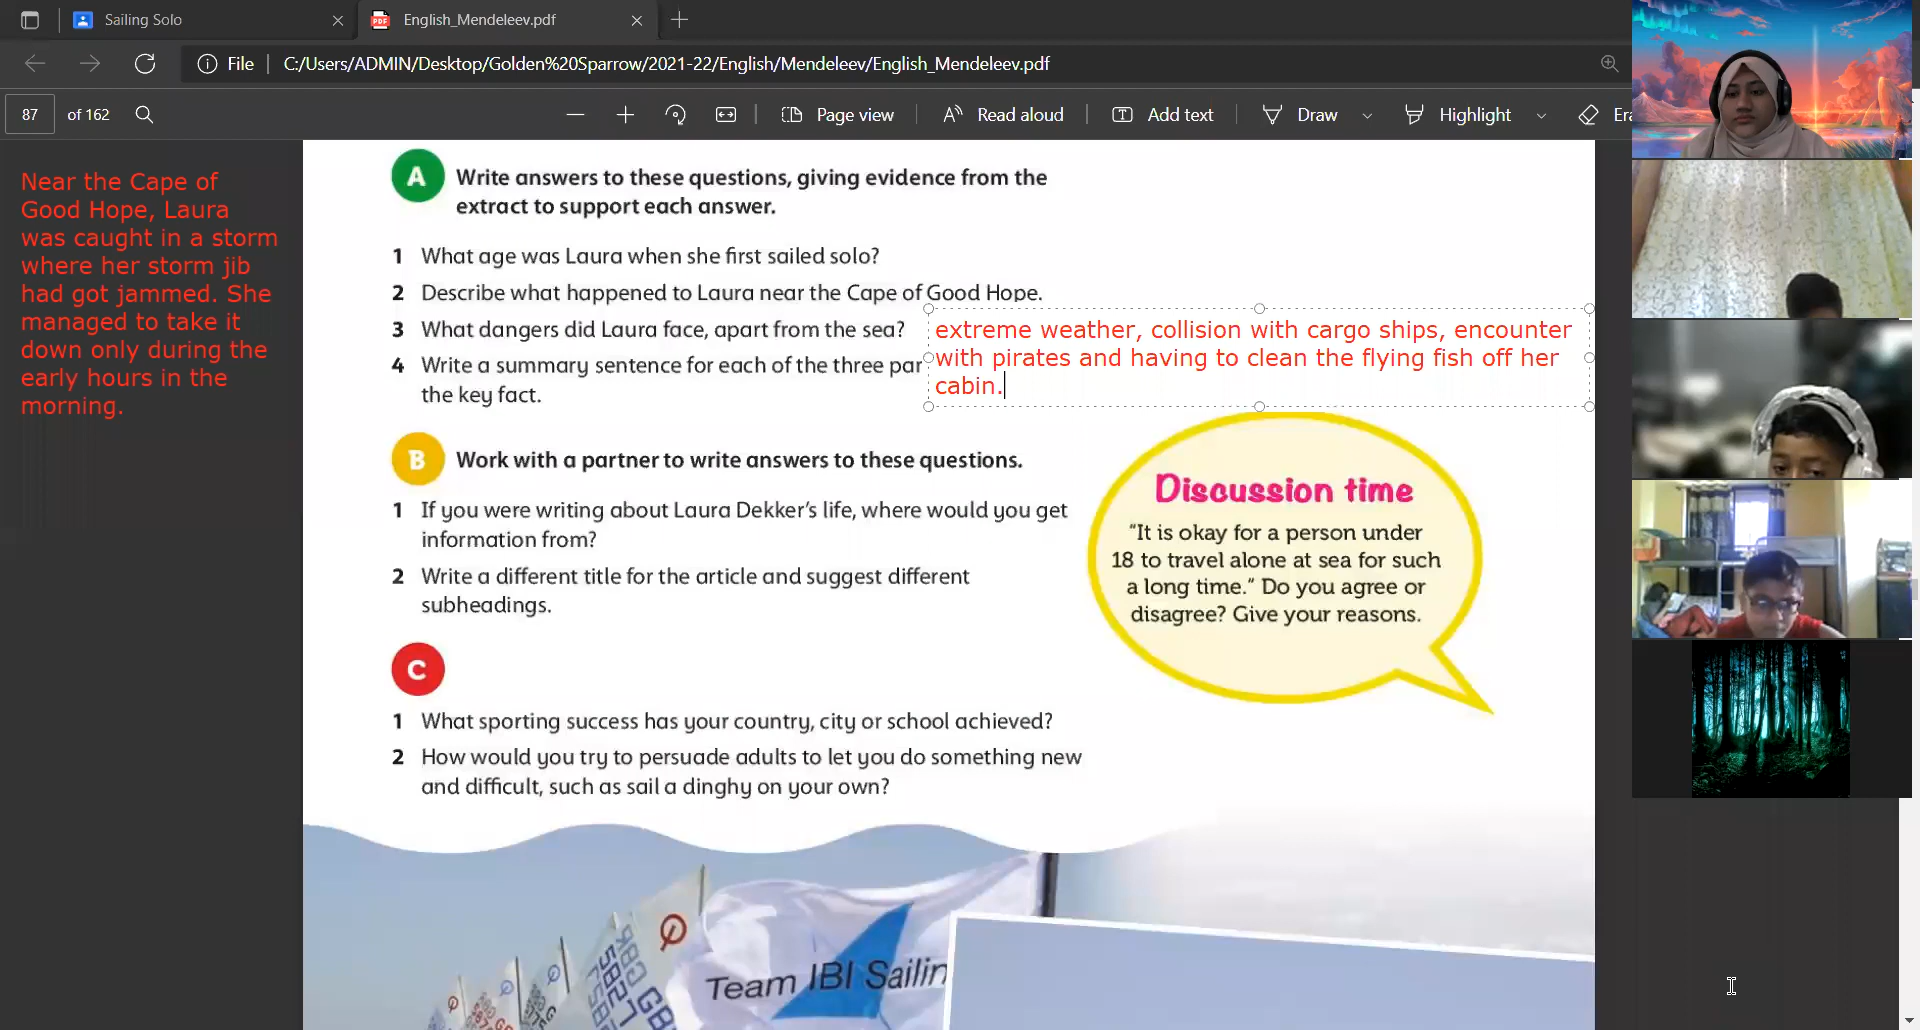 Sailing Solo
English_Mendeleev.pdf
File
C:/Users/ADMIN/Desktop/Golden%20Sparrow/2021-22/English/Mendeleev/English_Mendeleev.pdf
87 of 162
Page view
Read aloud
Add text
Draw
Highlight
Era
Near the Cape of
Good Hope, Laura
was caught in a storm
where her storm jib
had got jammed. She
managed to take it
down only during the
early hours in the
morning.
A
Write answers to these questions, giving evidence from the
extract to support each answer.
1 What age was Laura when she first sailed solo?
2 Describe what happened to Laura near the Cape of Good Hope.
3 What dangers did Laura face, apart from the sea?
extreme weather, collision with cargo ships, encounter
with pirates and having to clean the flying fish off her
cabin.
4 Write a summary sentence for each of the three par
the key fact.
B
Work with a partner to write answers to these questions.
1 If you were writing about Laura Dekker's life, where would you get
information from?
2 Write a different title for the article and suggest different
subheadings.
Discussion time
"It is okay for a person under
18 to travel alone at sea for such
a long time." Do you agree or
disagree? Give your reasons.
C
1 What sporting success has your country, city or school achieved?
2 How would you try to persuade adults to let you do something new
and difficult, such as sail a dinghy on your own?
Team IBI Sailin